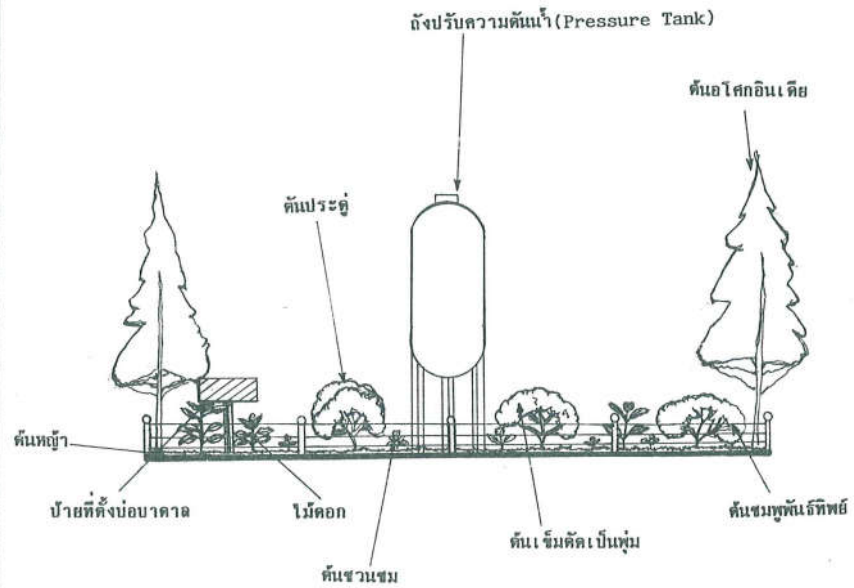 ถังปรับความดันน้ำ(Pressure Tank)
ต้นอโศกอินเดีย
ต้นประดู่
ต้นหญ้า
ป้ายที่ตั้งบ่อบาดาล
ไม้ดอก
ต้นชมพูพันธ์ทิพย์
ต้นเข็มตัดเป็นพุ่ม
ต้นชวนชม